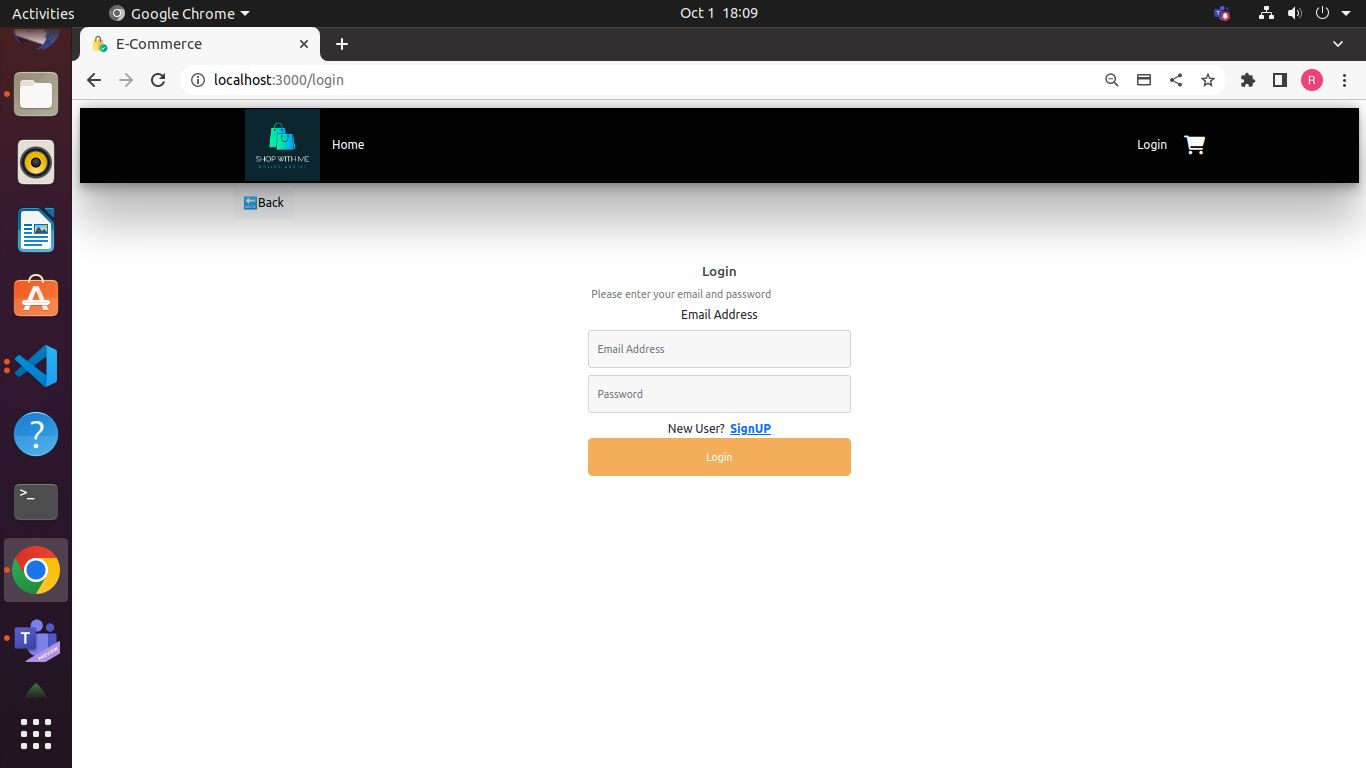 Activities
Google Chrome
Oct 1 18:09
E-Commerce
localhost:3000/login
R
SHOP WITH ME
Home
Login
Back
Login
Please enter your email and password
Email Address
Email Address
Password
New User? SignUP
Login
>_
T
PREVIEW